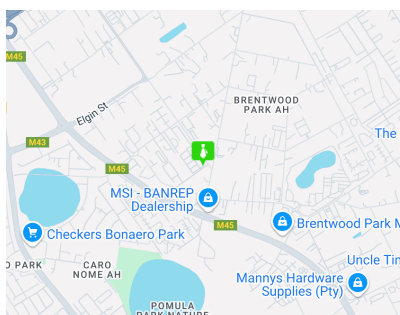 M45
Elgin St
BRENTWOOD
PARK AH
The
M43
M45
MSI - BANREP
Dealership
M45
Brentwood Park M
Checkers Bonaero Park
O PARK
CARO
NOME AH
Uncle Tin
Mannys Hardware
Supplies (Pty)
POMULA
PARK NATURE